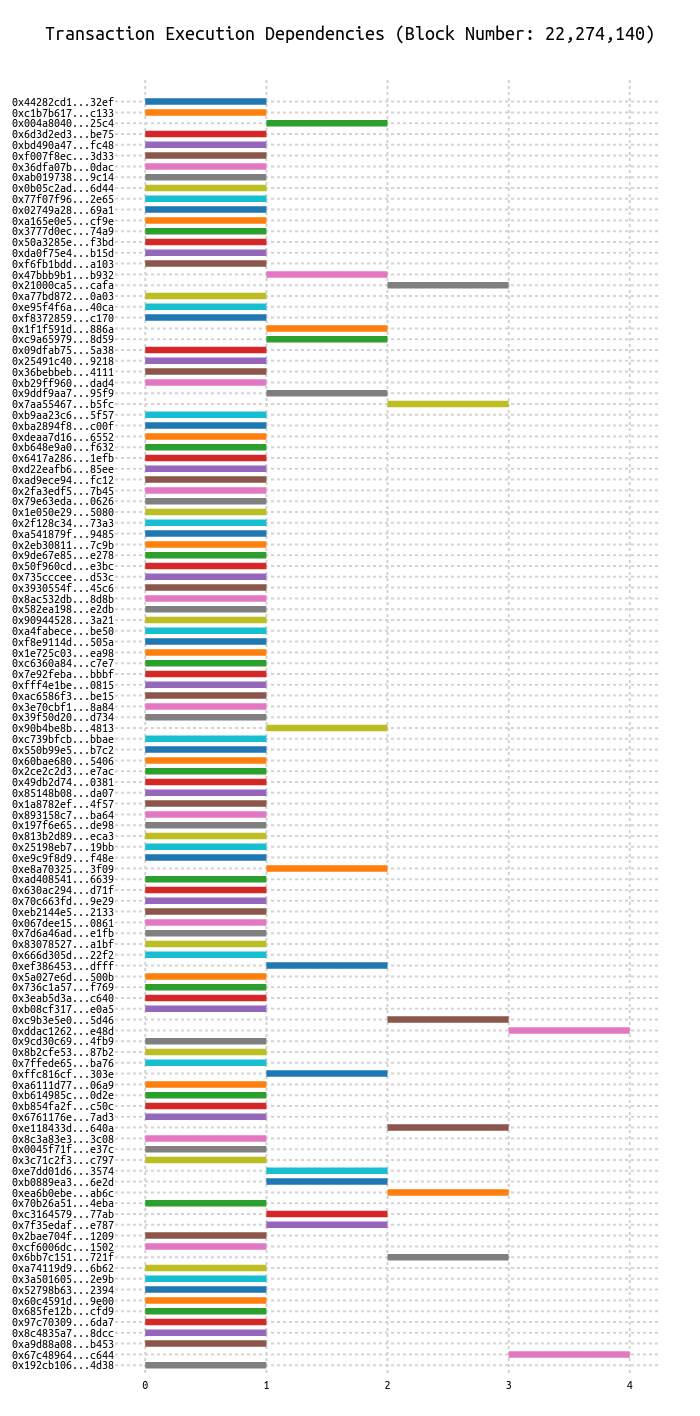 Transaction Execution Dependencies (Block Number: 22,274,140)
0x44282cd1...32ef
0xc1b7b617...c133
0x004a8040...25c4
0x6d3d2ed3...be75
0xbd490a47...fc48
0xf007f8ec...3d33
0x36dfa07b...0dac
0xab019738...9c14
0x0b05c2ad...6d44
0x77f07f96...2e65
0x02749a28...69a1
0xa165e0e5...cf9e
0x3777d0ec...74a9
0x50a3285e...f3bd
0xda0f75e4...b15d
0xf6fb1bdd...a103
0x47bbb9b1...b932
0x21000ca5...cafa
0xa77bd872...0a03
0xe95f4f6a...40ca
0xf8372859...c170
0x1f1f591d...886a
0xc9a65979...8d59
0x09dfab75...5a38
0x25491c40...9218
0x36bebbeb...4111
0xb29ff960...dad4
0x9ddf9aa7...95f9
0x7aa55467...b5fc
0xb9aa23c6...5f57
0xba2894f8...c00f
0xdeaa7d16...6552
0xb648e9a0...f632
0x6417a286...1efb
0xd22eafb6...85ee
0xad9ece94...fc12
0x2fa3edf5...7b45
0x79e63eda...0626
0x1e050e29...5080
0x2f128c34...73a3
0xa541879f...9485
0x2eb30811...7c9b
0x9de67e85...e278
0x50f960cd...e3bc
0x735cccee...d53c
0x3930554f...45c6
0x8ac532db...8d8b
0x582ea198...e2db
0x90944528...3a21
0xa4fabece...be50
0xf8e9114d...505a
0x1e725c03...ea98
0xc6360a84...c7e7
0x7e92feba...bbbf
0xfff4e1be...0815
0xac6586f3...be15
0x3e70cbf1...8a84
0x39f50d20...d734
0x90b4be8b...4813
0xc739bfcb...bbae
0x550b99e5...b7c2
0x60bae680...5406
0x2ce2c2d3...e7ac
0x49db2d74...0381
0x85148b08...da07
0x1a8782ef...4f57
0x893158c7...ba64
0x197f6e65...de98
0x813b2d89...eca3
0x25198eb7...19bb
0xe9c9f8d9...f48e
0xe8a70325...3f09
0xad408541...6639
0x630ac294...d71f
0x70c663fd...9e29
0xeb2144e5...2133
0x067dee15...0861
0x7d6a46ad...e1fb
0x83078527...a1bf
0x666d305d...22f2
0xef386453...dfff
0x5a027e6d...500b
0x736c1a57...f769
0x3eab5d3a...c640
0xb08cf317...e0a5
0xc9b3e5e0...5d46
0xddac1262...e48d
0x9cd30c69...4fb9
0x8b2cfe53...87b2
0x7ffede65...ba76
0xffc816cf...303e
0xa6111d77...06a9
0xb614985c...0d2e
0xb854fa2f...c50c
0x6761176e...7ad3
0xe118433d...640a
0x8c3a83e3...3c08
0x0045f71f...e37c
0x3c71c2f3...c797
0xe7dd01d6...3574
0xb0889ea3...6e2d
0xea6b0ebe...ab6c
0x70b26a51...4eba
0xc3164579...77ab
0x7f35edaf...e787
0x2bae704f...1209
0xcf6006dc...1502
0x6bb7c151...721f
0xa74119d9...6b62
0x3a501605...2e9b
0x52798b63...2394
0x60c4591d...9e00
0x685fe12b...cfd9
0x97c70309...6da7
0x8c4835a7...8dcc
0xa9d88a08...b453
0x67c48964...c644
0x192cb106...4d38
0 1 2 3 4